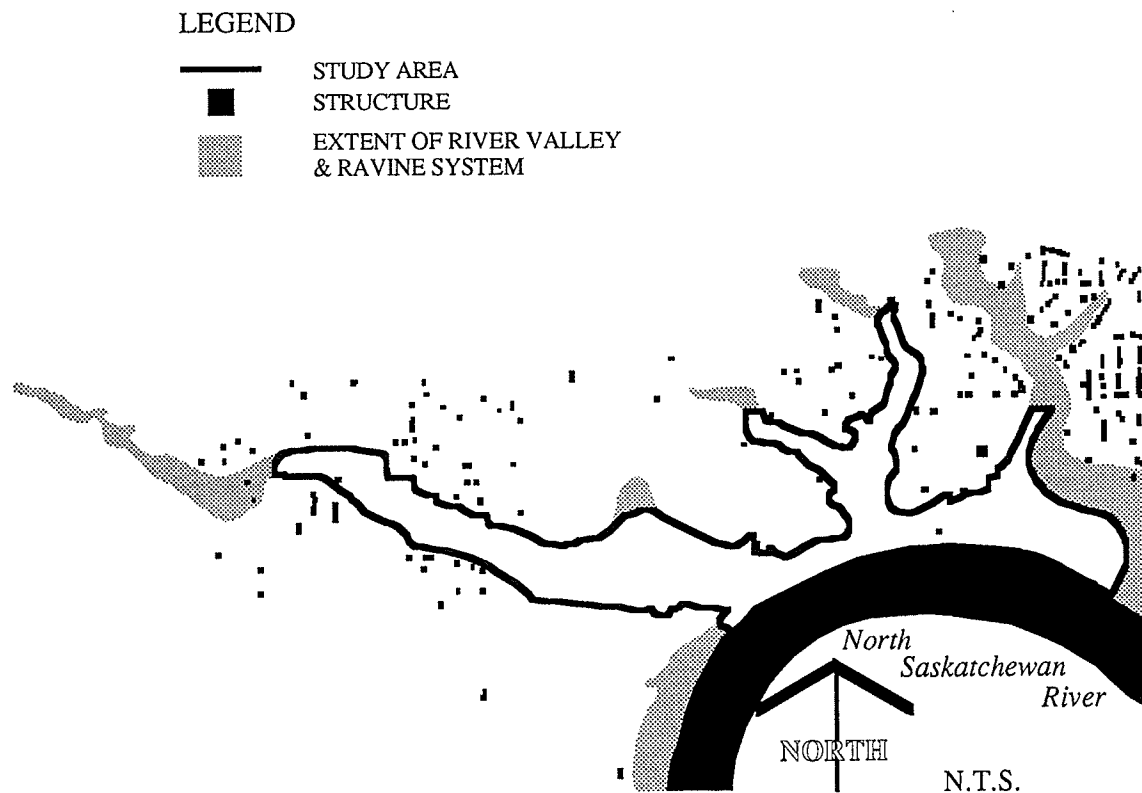 LEGEND
STUDY AREA
STRUCTURE
EXTENT OF RIVER VALLEY
& RAVINE SYSTEM
North
Saskatchewan
River
NORTH
N.T.S.